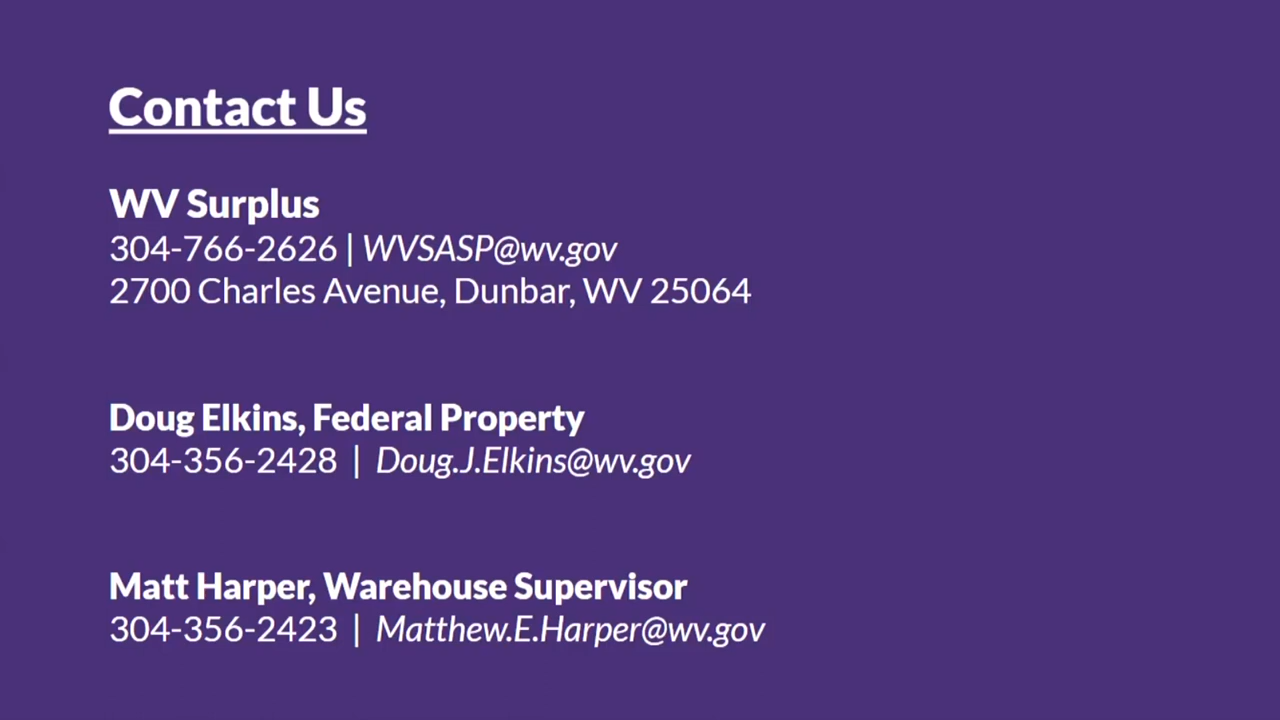 Contact Us
WV Surplus
304-766-2626 | WVSASP@wv.gov
2700 Charles Avenue, Dunbar, WV 25064
Doug Elkins, Federal Property
304-356-2428 | Doug.J.Elkins@wv.gov
Matt Harper, Warehouse Supervisor
304-356-2423 | Matthew.E.Harper@wv.gov